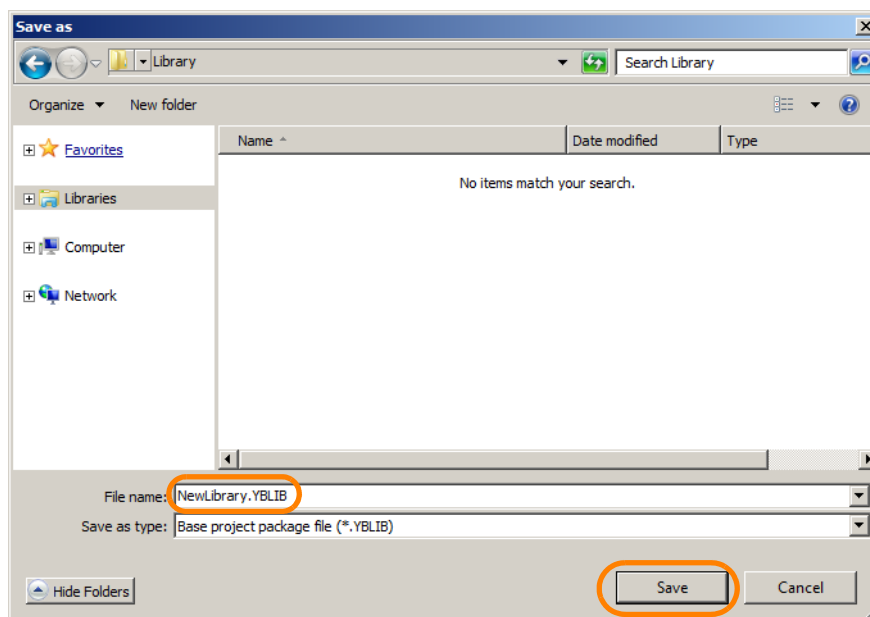 Save as
Library
Search Library
Organize
New folder
Name
Date modified
Type
Favorites
No items match your search.
Libraries
Computer
Network
File name: NewLibrary.YBLIB
Save as type: Base project package file (*.YBLIB)
Hide Folders
Save
Cancel